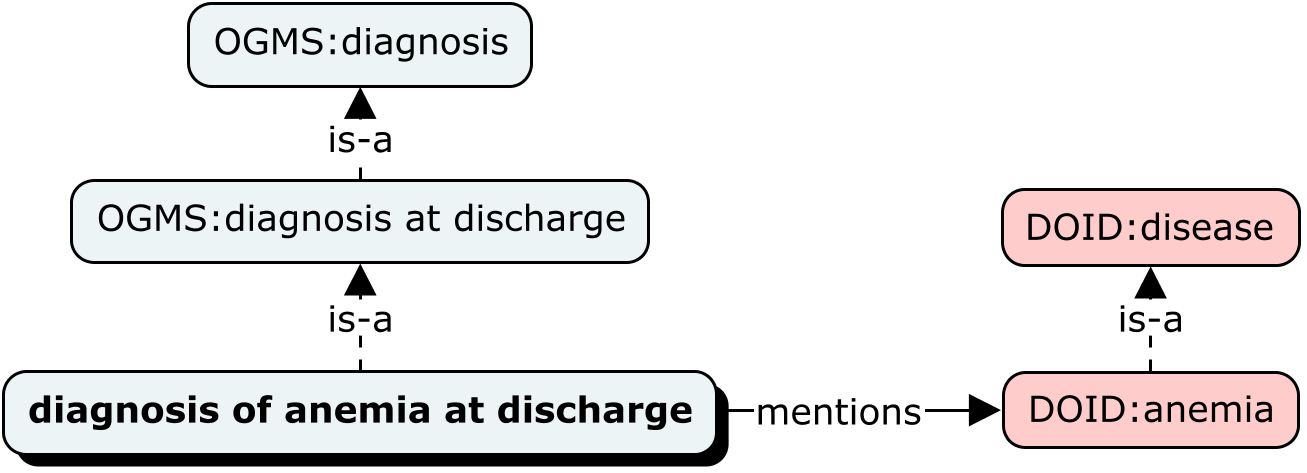 OGMS:diagnosis
is-a
OGMS:diagnosis at discharge
DOID:disease
is-a
is-a
diagnosis of anemia at discharge
mentions
DOID:anemia